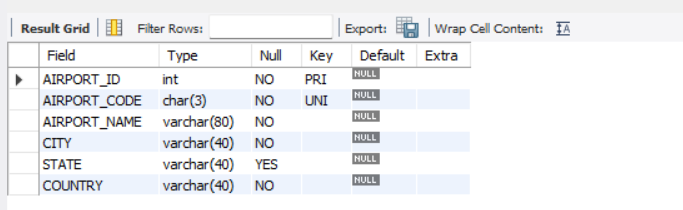 Result Grid Filter Rows: Export: Wrap Cell Content: IA
Field Type Null Key Default Extra
AIRPORT_ID int NO PRI NULL
AIRPORT_CODE char(3) NO UNI NULL
AIRPORT_NAME varchar(80) NO NULL
CITY varchar(40) NO NULL
STATE varchar(40) YES NULL
COUNTRY varchar(40) NO NULL